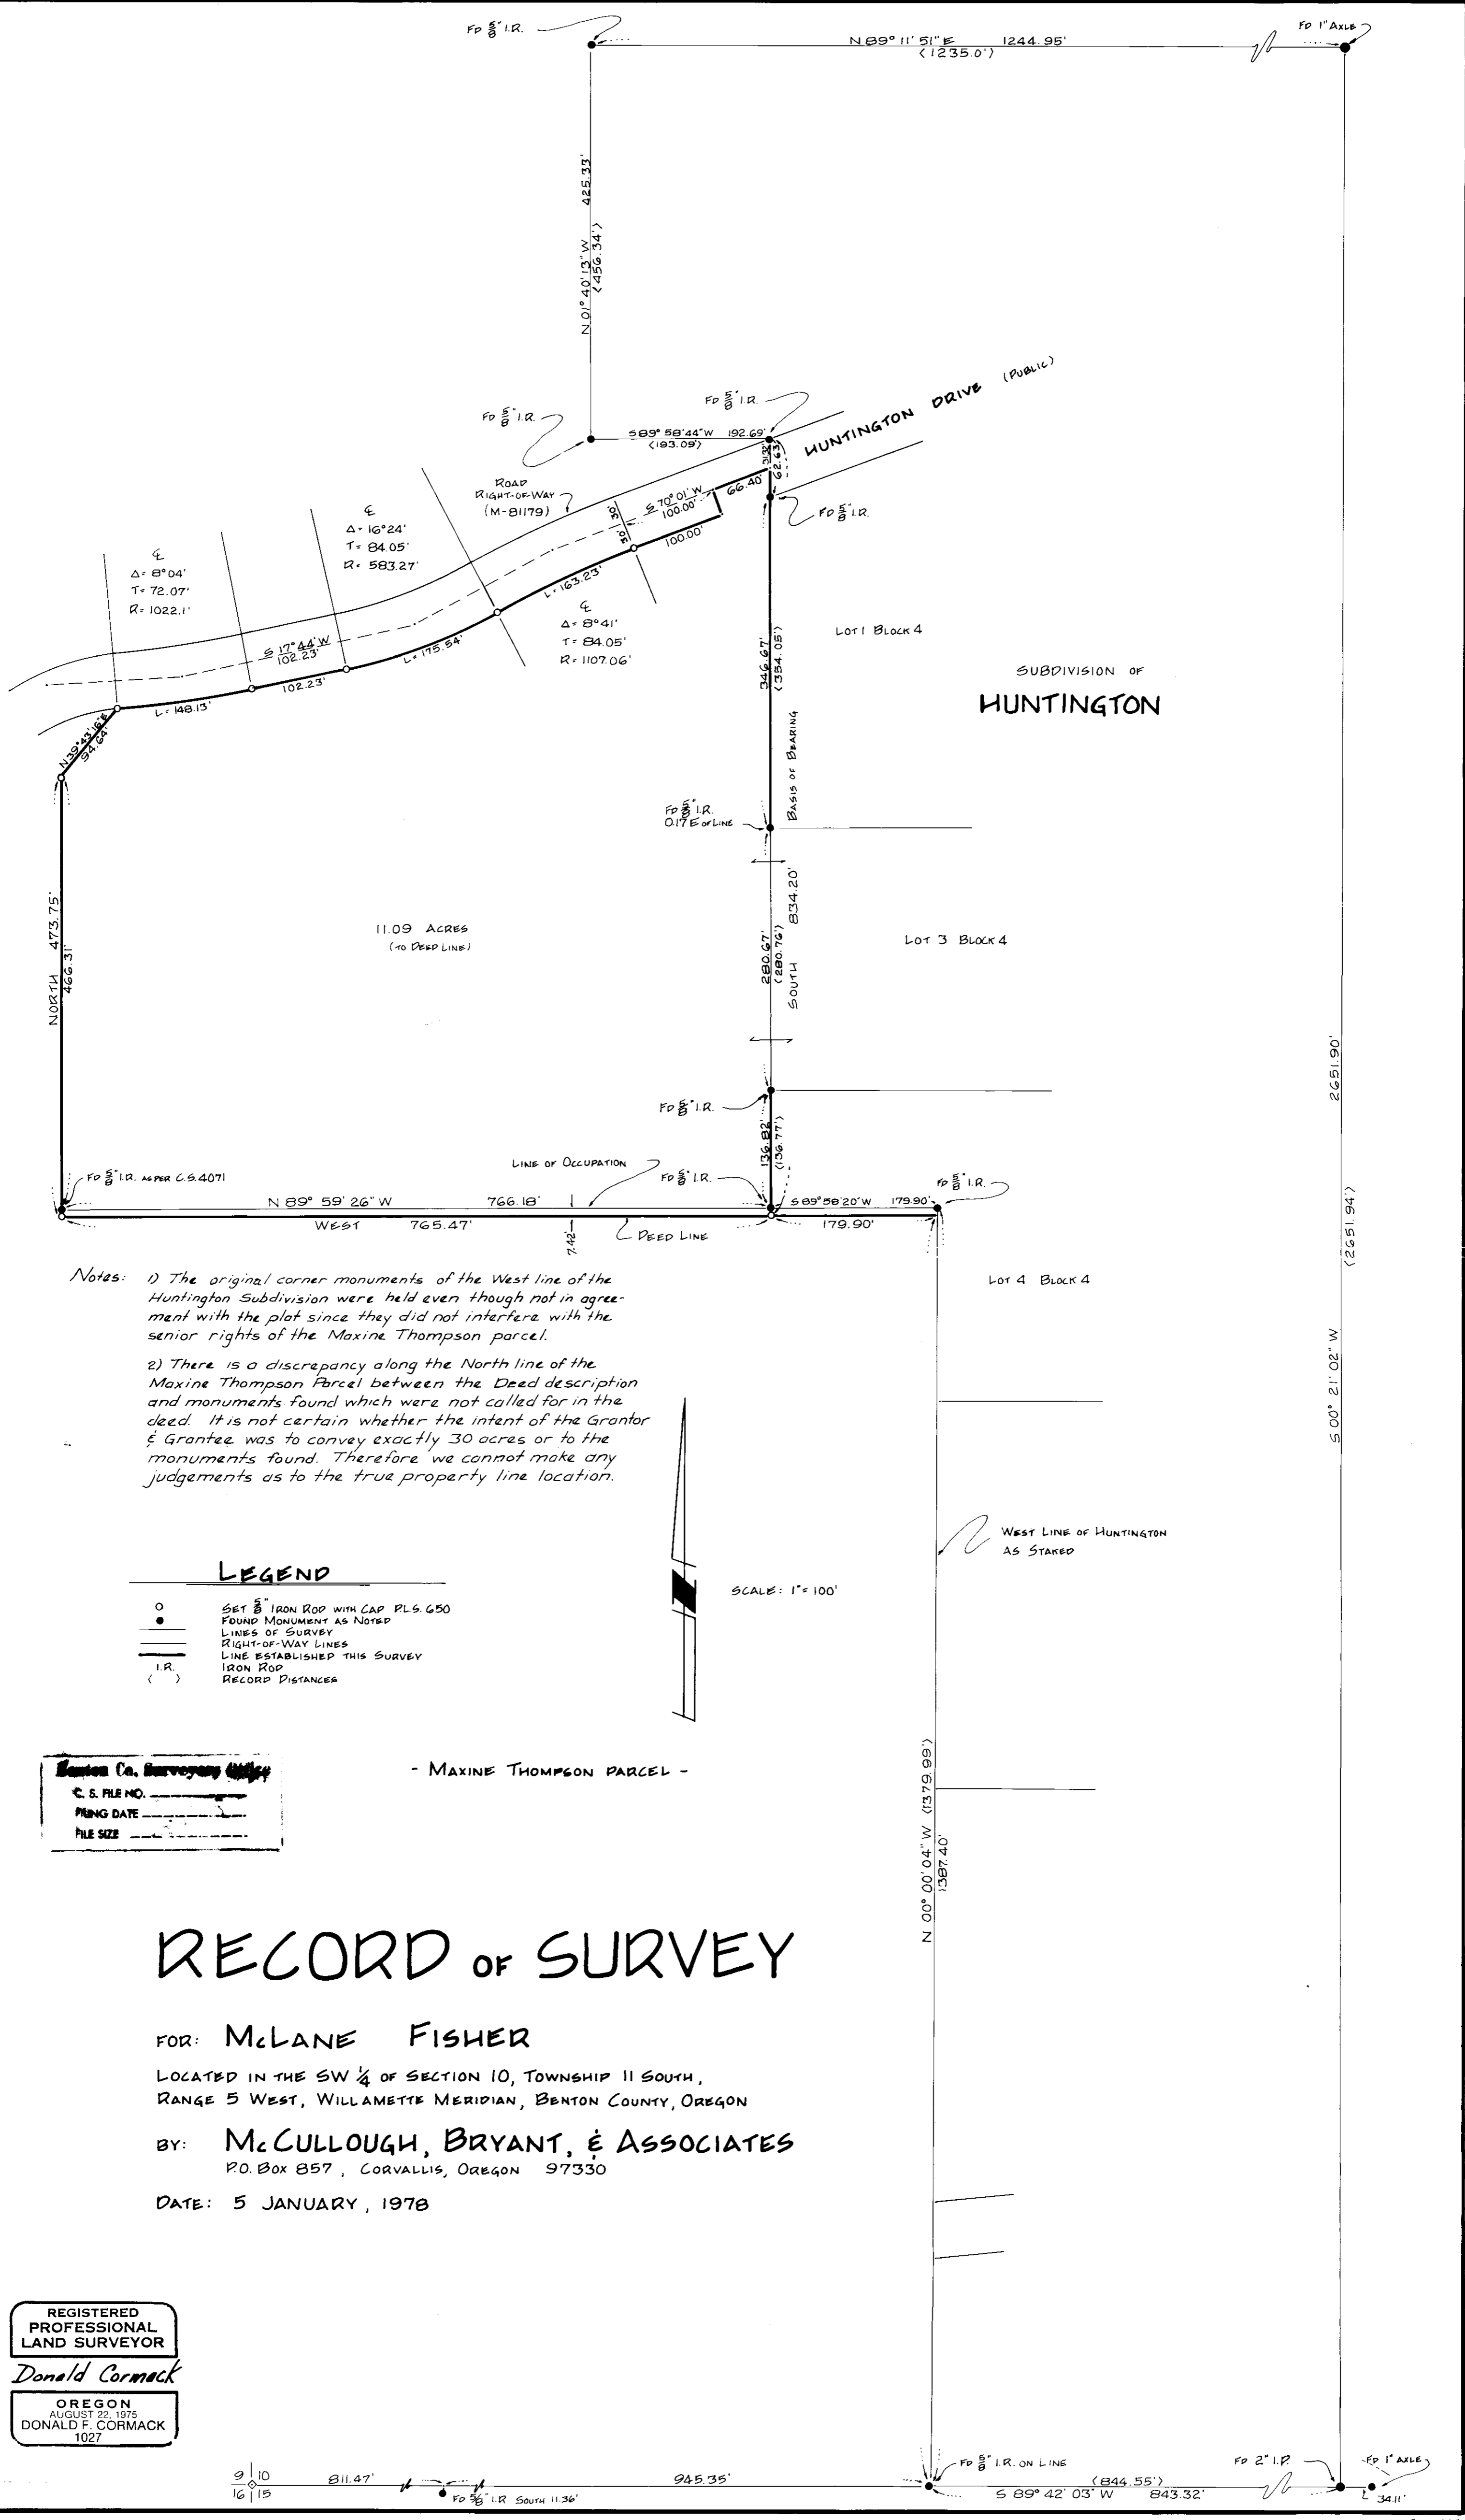 FD 5/8" I.R.
N 89° 11' 51" E 1244.95'
(1235.0')
FD 1" AXLE
N 01° 40' 13" W 425.33'
(456.34')
FD 5/8" I.R.
FD 5/8" I.R.
S 89° 58' 44" W 192.69'
(193.09')
HUNTINGTON DRIVE (PUBLIC)
62.63'
66.40'
FD 5/8" I.R.
ROAD
RIGHT-OF-WAY
(M-81179)
S 70° 01' W
100.00'
30' 30'
100.00'
℄
Δ= 16° 24'
T= 84.05'
R= 583.27'
℄
Δ= 8° 04'
T= 72.07'
R= 1022.1'
L= 163.23'
℄
Δ= 8° 41'
T= 84.05'
R= 1107.06'
S 17° 44' W
102.23'
L= 175.54'
102.23'
L= 148.13'
N 39° 43' 16" E
94.64'
346.67'
(354.05')
LOT 1 BLOCK 4
SUBDIVISION OF
HUNTINGTON
BASIS OF BEARING
FD 5/8" I.R.
0.17 E OF LINE
SOUTH 834.20'
280.67'
(280.76')
11.09 ACRES
(TO DEED LINE)
LOT 3 BLOCK 4
NORTH 473.75'
466.31'
2651.90'
(2651.94')
S 00° 21' 02" W
FD 5/8" I.R.
136.82'
(136.77')
LINE OF OCCUPATION
FD 5/8" I.R. AS PER C.S. 4071
FD 5/8" I.R.
FD 5/8" I.R.
N 89° 59' 26" W 766.18'
S 89° 58' 20" W 179.90'
WEST 765.47'
7.42'
DEED LINE
179.90'
LOT 4 BLOCK 4
Notes: 1) The original corner monuments of the West line of the
Huntington Subdivision were held even though not in agree-
ment with the plat since they did not interfere with the
senior rights of the Maxine Thompson parcel.
2) There is a discrepancy along the North line of the
Maxine Thompson Parcel between the Deed description
and monuments found which were not called for in the
deed. It is not certain whether the intent of the Grantor
& Grantee was to convey exactly 30 acres or to the
monuments found. Therefore we cannot make any
judgements as to the true property line location.
WEST LINE OF HUNTINGTON
AS STAKED
LEGEND
SET 5/8" IRON ROD WITH CAP P.L.S. 650
FOUND MONUMENT AS NOTED
LINES OF SURVEY
RIGHT-OF-WAY LINES
LINE ESTABLISHED THIS SURVEY
I.R. IRON ROD
( ) RECORD DISTANCES
SCALE: 1" = 100'
Benton Co. Surveyors Office
C. S. FILE NO.
FILING DATE
FILE SIZE
- MAXINE THOMPSON PARCEL -
N 00° 00' 04" W (1379.99')
1387.40'
RECORD OF SURVEY
FOR: McLANE FISHER
LOCATED IN THE SW 1/4 OF SECTION 10, TOWNSHIP 11 SOUTH,
RANGE 5 WEST, WILLAMETTE MERIDIAN, BENTON COUNTY, OREGON
BY: McCULLOUGH, BRYANT, & ASSOCIATES
P.O. BOX 857, CORVALLIS, OREGON 97330
DATE: 5 JANUARY, 1978
REGISTERED
PROFESSIONAL
LAND SURVEYOR
Donald Cormack
OREGON
AUGUST 22, 1975
DONALD F. CORMACK
1027
9 10
16 15
811.47'
FD 5/8" I.R. SOUTH 11.36'
945.35'
FD 5/8" I.R. ON LINE
(844.55')
S 89° 42' 03" W 843.32'
FD 2" I.P.
FD 1" AXLE
34.11'